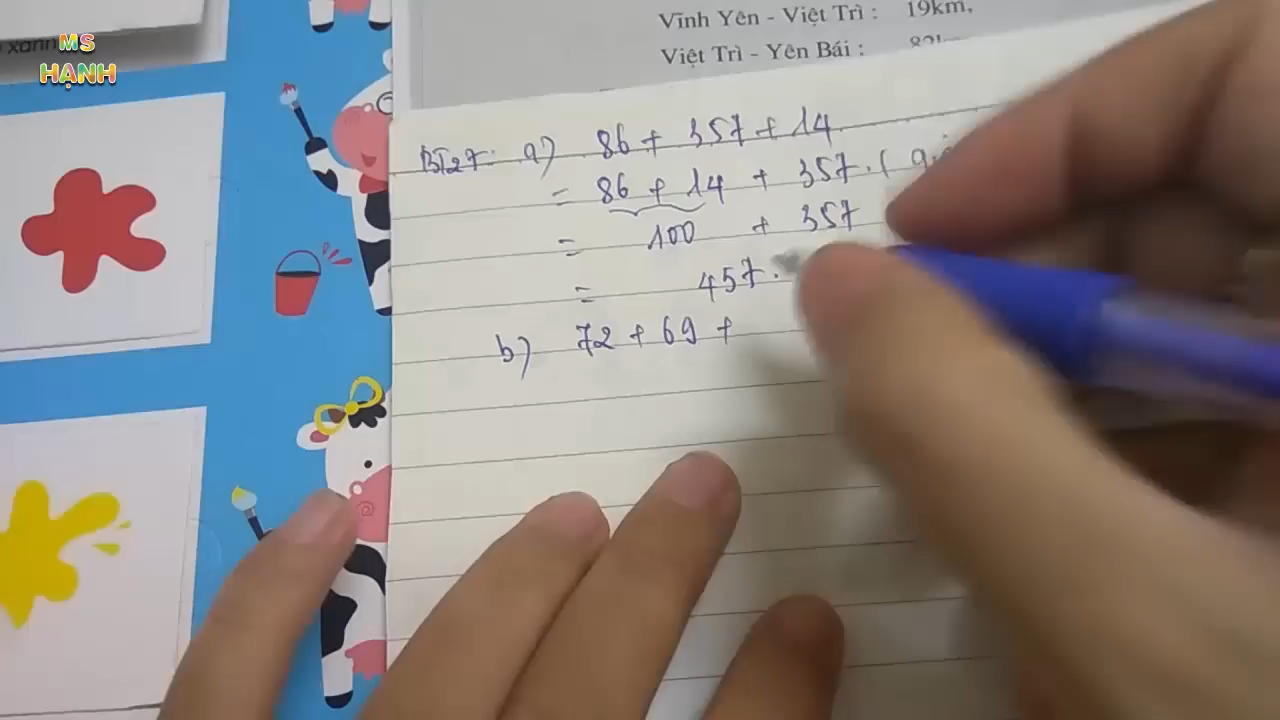 MS
HẠNH
xanh
Vĩnh Yên - Việt Trì : 19km,
Việt Trì - Yên Bái :
BT27: a) 86 + 357 + 14
= 86 + 14 + 357. (
= 100 + 357
= 457.
b) 72 + 69 +